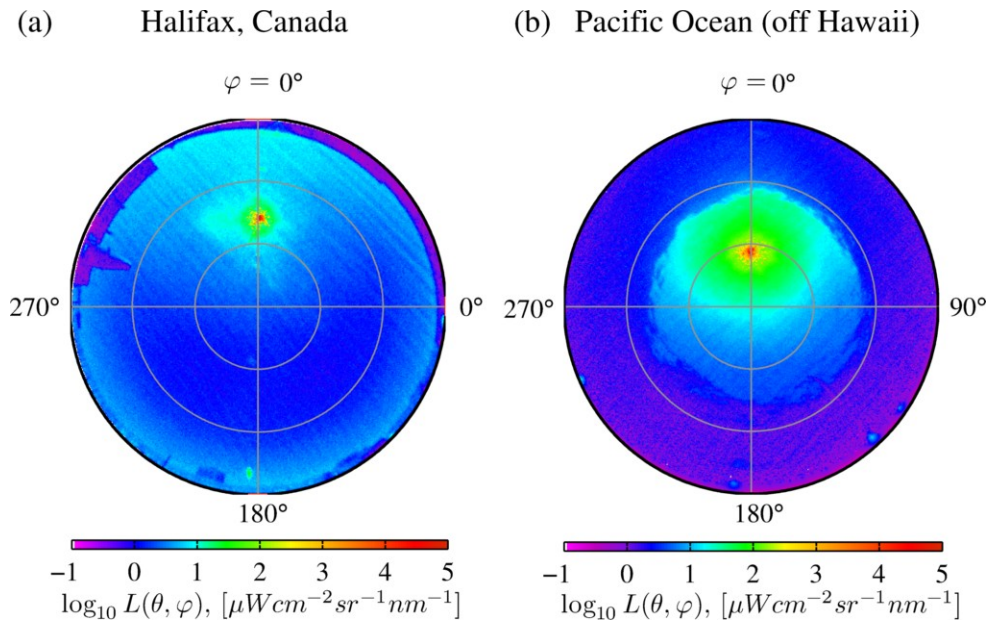 (a) Halifax, Canada
φ = 0°
270° 0°
180°
−1 0 1 2 3 4 5
log₁₀ L(θ, φ), [μWcm⁻²sr⁻¹nm⁻¹]
(b) Pacific Ocean (off Hawaii)
φ = 0°
270° 90°
180°
−1 0 1 2 3 4 5
log₁₀ L(θ, φ), [μWcm⁻²sr⁻¹nm⁻¹]